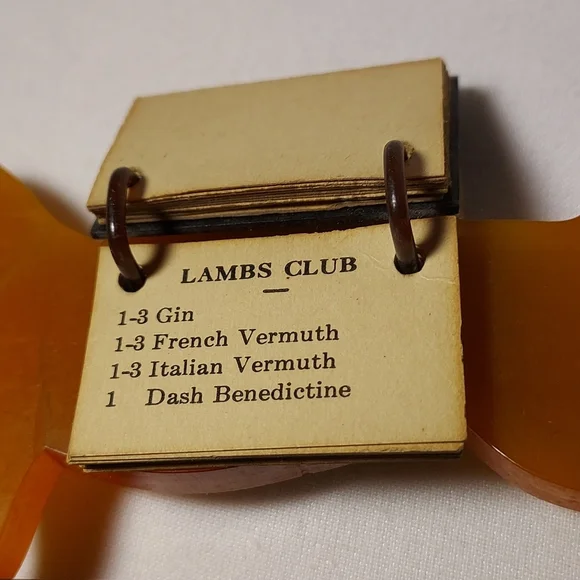 LAMBS CLUB
1-3 Gin
1-3 French Vermuth
1-3 Italian Vermuth
1 Dash Benedictine